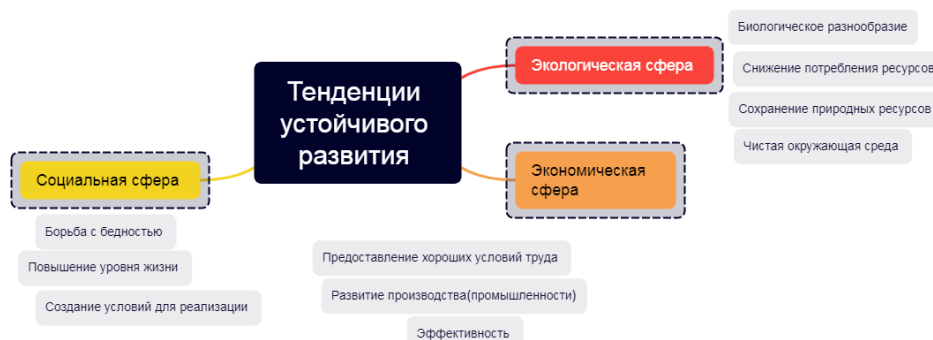 Тенденции
устойчивого
развития
Экологическая сфера
Биологическое разнообразие
Снижение потребления ресурсов
Сохранение природных ресурсов
Чистая окружающая среда
Экономическая
сфера
Предоставление хороших условий труда
Развитие производства(промышленности)
Эффективность
Социальная сфера
Борьба с бедностью
Повышение уровня жизни
Создание условий для реализации